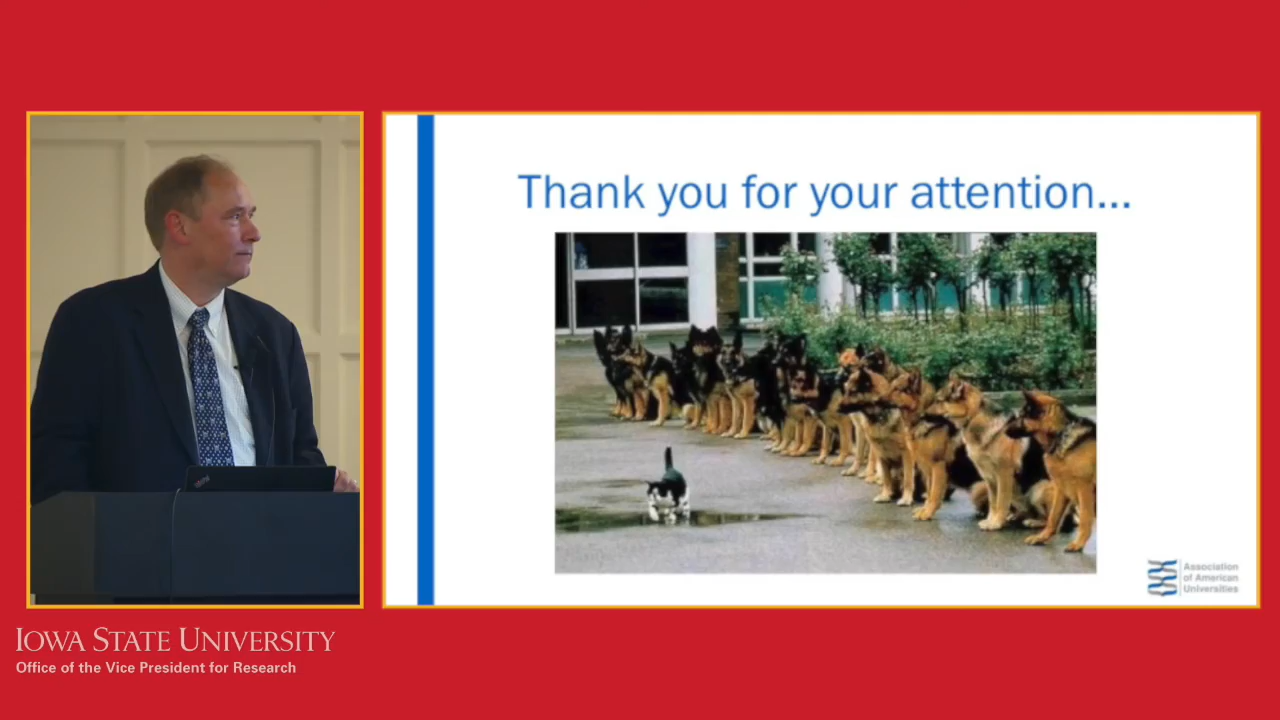 Thank you for your attention...
Association
of American
Universities
IOWA STATE UNIVERSITY
Office of the Vice President for Research